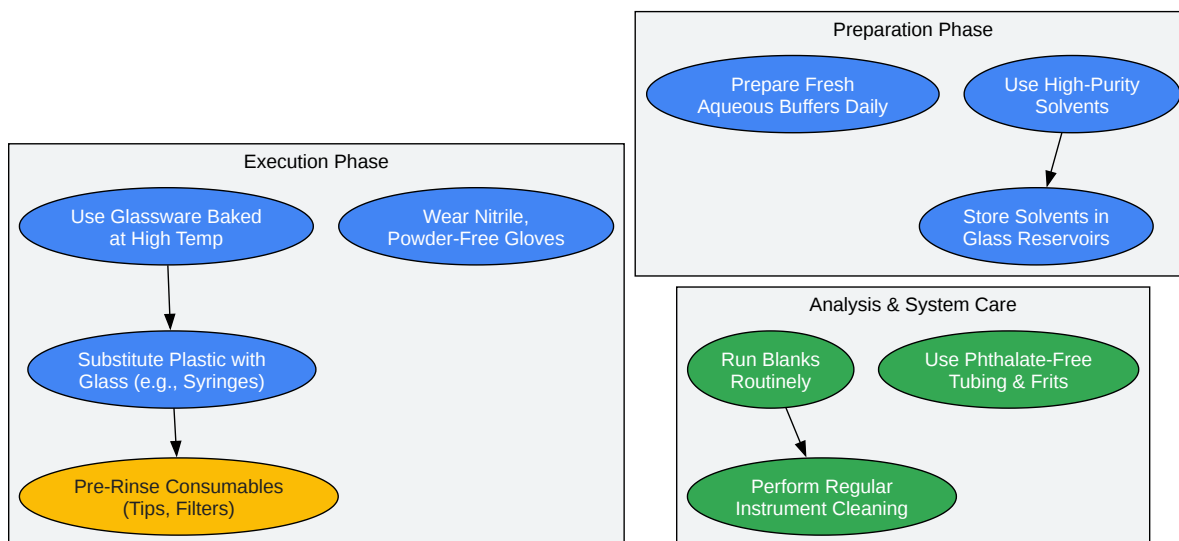 Preparation Phase
Prepare Fresh
Aqueous Buffers Daily
Use High-Purity
Solvents
Store Solvents in
Glass Reservoirs
Execution Phase
Use Glassware Baked
at High Temp
Wear Nitrile,
Powder-Free Gloves
Substitute Plastic with
Glass (e.g., Syringes)
Pre-Rinse Consumables
(Tips, Filters)
Analysis & System Care
Run Blanks
Routinely
Use Phthalate-Free
Tubing & Frits
Perform Regular
Instrument Cleaning